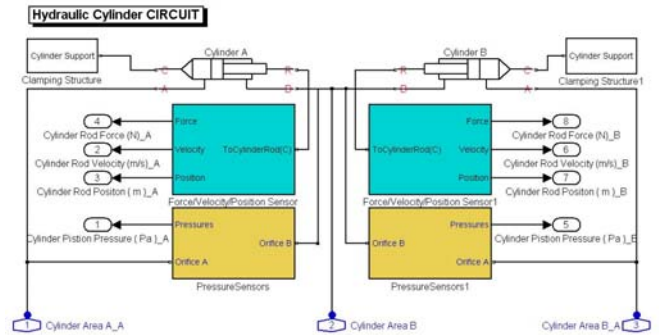 Hydraulic Cylinder CIRCUIT
Cylinder A
Cylinder B
Cylinder Support
Cylinder Support
C
R
R
C
Clamping Structure
Clamping Structure1
A
B
B
A
4
Force
Force
8
Cylinder Rod Force (N)_A
Cylinder Rod Force (N)_B
2
Velocity
ToCylinderRod(C)
ToCylinderRod(C)
Velocity
6
Cylinder Rod Velocity (m/s)_A
Cylinder Rod Velocity (m/s)_B
3
Position
Position
7
Cylinder Rod Positon ( m )_A
Cylinder Rod Positon ( m )_B
Force/Velocity/Position Sensor
Force/Velocity/Position Sensor1
1
Pressures
Pressures
5
Cylinder Pistion Pressure ( Pa )_A
Cylinder Pistion Pressure ( Pa )_B
Orifice B
Orifice B
Orifice A
Orifice A
PressureSensors
PressureSensors1
1
Cylinder Area A_A
2
Cylinder Area B
Cylinder Area B_A
3